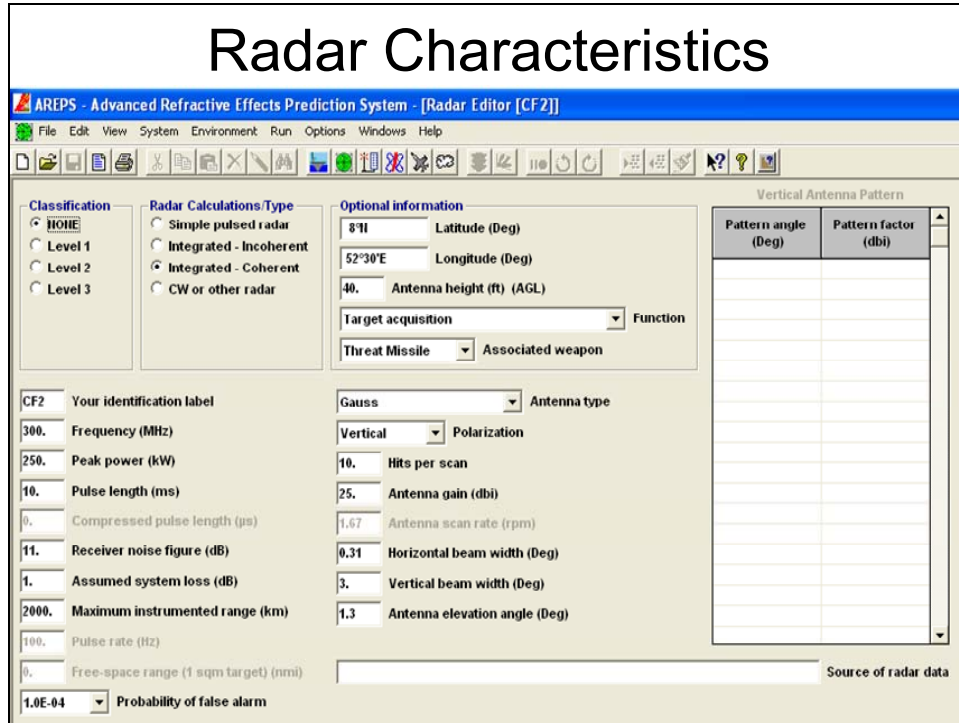 Radar Characteristics
AREPS - Advanced Refractive Effects Prediction System - [Radar Editor [CF2]]
File Edit View System Environment Run Options Windows Help
Vertical Antenna Pattern
Classification
NONE
Level 1
Level 2
Level 3
Radar Calculations/Type
Simple pulsed radar
Integrated - Incoherent
Integrated - Coherent
CW or other radar
Optional information
8°N Latitude (Deg)
52°30'E Longitude (Deg)
40. Antenna height (ft) (AGL)
Target acquisition Function
Threat Missile Associated weapon
Pattern angle (Deg)
Pattern factor (dbi)
CF2 Your identification label
300. Frequency (MHz)
250. Peak power (kW)
10. Pulse length (ms)
0. Compressed pulse length (µs)
11. Receiver noise figure (dB)
1. Assumed system loss (dB)
2000. Maximum instrumented range (km)
100. Pulse rate (Hz)
0. Free-space range (1 sqm target) (nmi)
1.0E-04 Probability of false alarm
Gauss Antenna type
Vertical Polarization
10. Hits per scan
25. Antenna gain (dbi)
1.67 Antenna scan rate (rpm)
0.31 Horizontal beam width (Deg)
3. Vertical beam width (Deg)
1.3 Antenna elevation angle (Deg)
Source of radar data